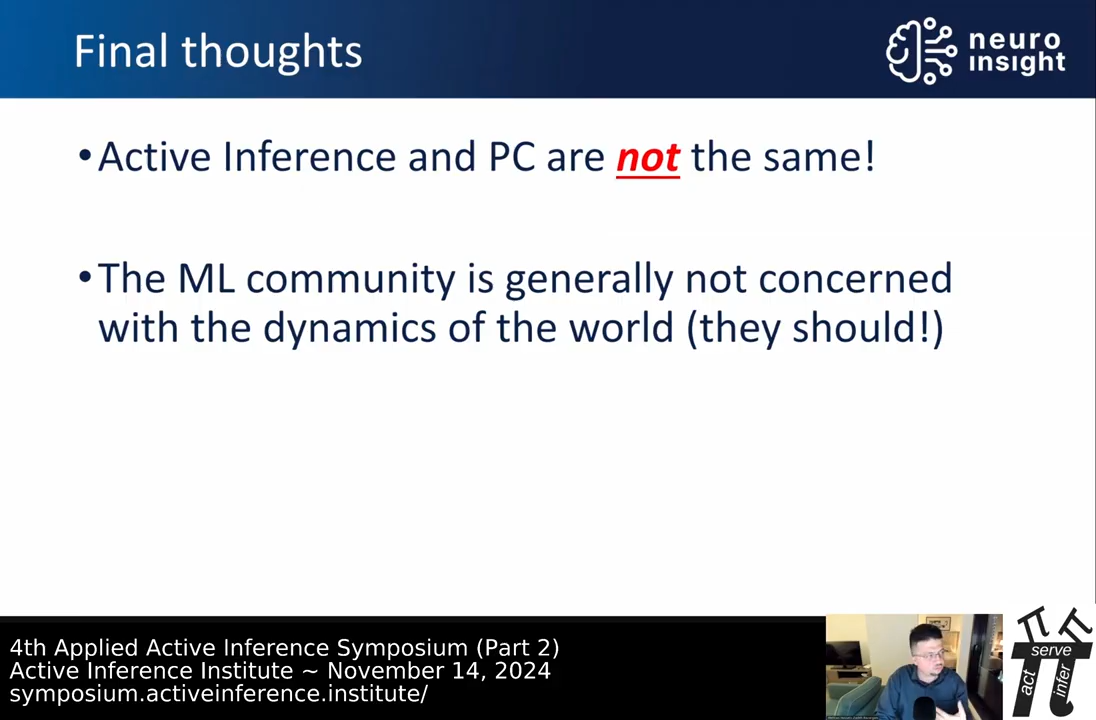 Final thoughts
neuro
insight
•Active Inference and PC are not the same!
•The ML community is generally not concerned
with the dynamics of the world (they should!)
4th Applied Active Inference Symposium (Part 2)
Active Inference Institute ~ November 14, 2024
symposium.activeinference.institute/
serve
act
infer